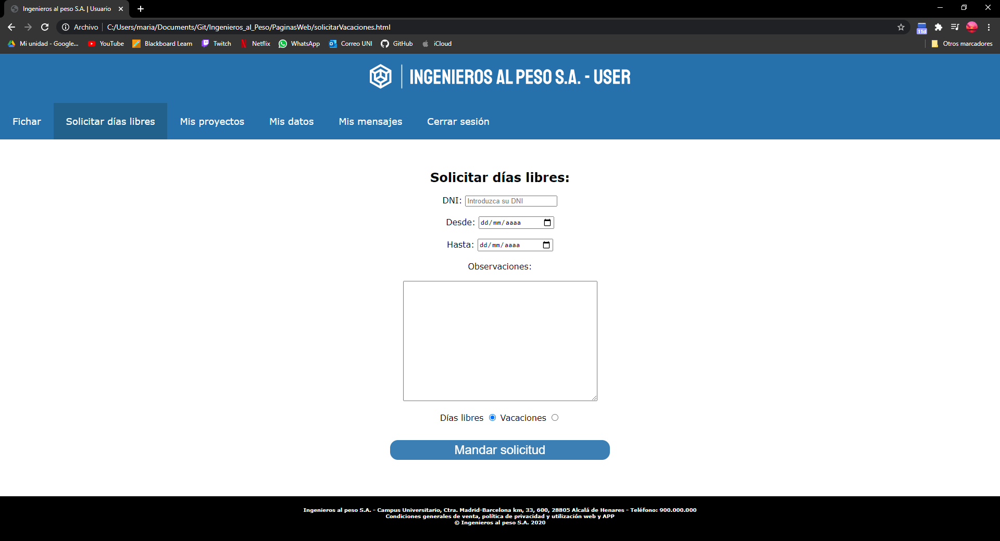 Ingenieros al peso S.A. | Usuario
Archivo C:/Users/maria/Documents/Git/Ingenieros_al_Peso/PaginasWeb/solicitarVacaciones.html
11d
Mi unidad - Google... YouTube Blackboard Learn Twitch Netflix WhatsApp Correo UNI GitHub iCloud Otros marcadores
INGENIEROS AL PESO S.A. - USER
Fichar Solicitar días libres Mis proyectos Mis datos Mis mensajes Cerrar sesión
Solicitar días libres:
DNI: Introduzca su DNI
Desde: dd/mm/aaaa
Hasta: dd/mm/aaaa
Observaciones:
Días libres Vacaciones
Mandar solicitud
Ingenieros al peso S.A. - Campus Universitario, Ctra. Madrid-Barcelona km, 33, 600, 28805 Alcalá de Henares - Teléfono: 900.000.000
Condiciones generales de venta, política de privacidad y utilización web y APP
© Ingenieros al peso S.A. 2020